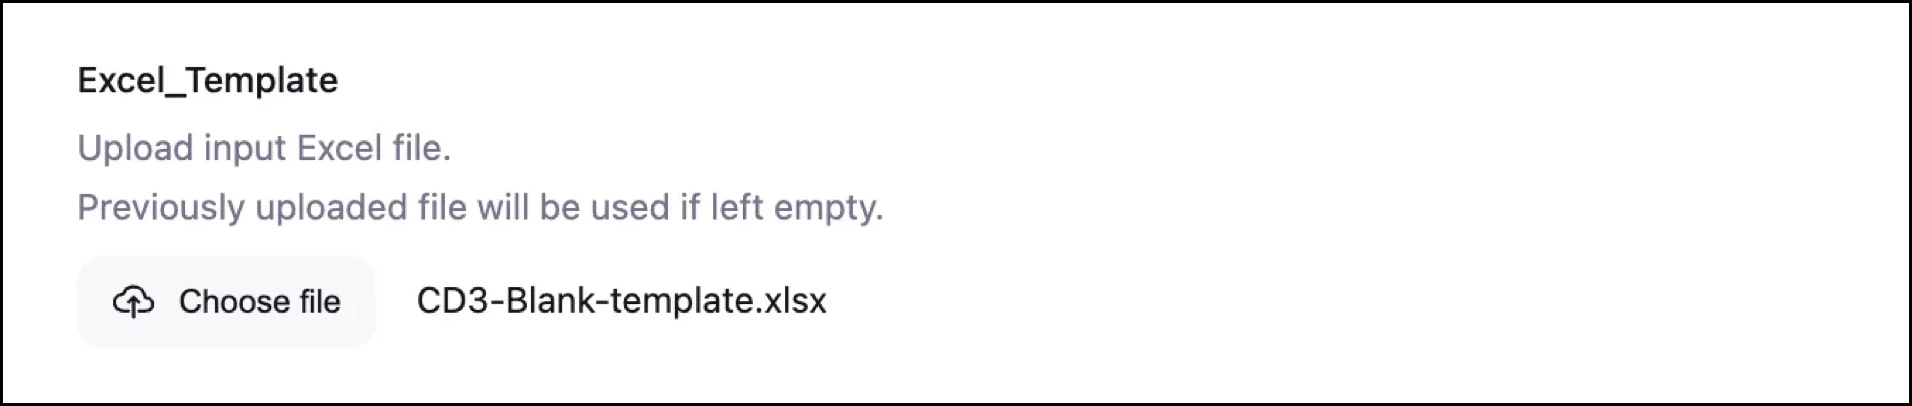 Excel_Template
Upload input Excel file.
Previously uploaded file will be used if left empty.
Choose file CD3-Blank-template.xlsx